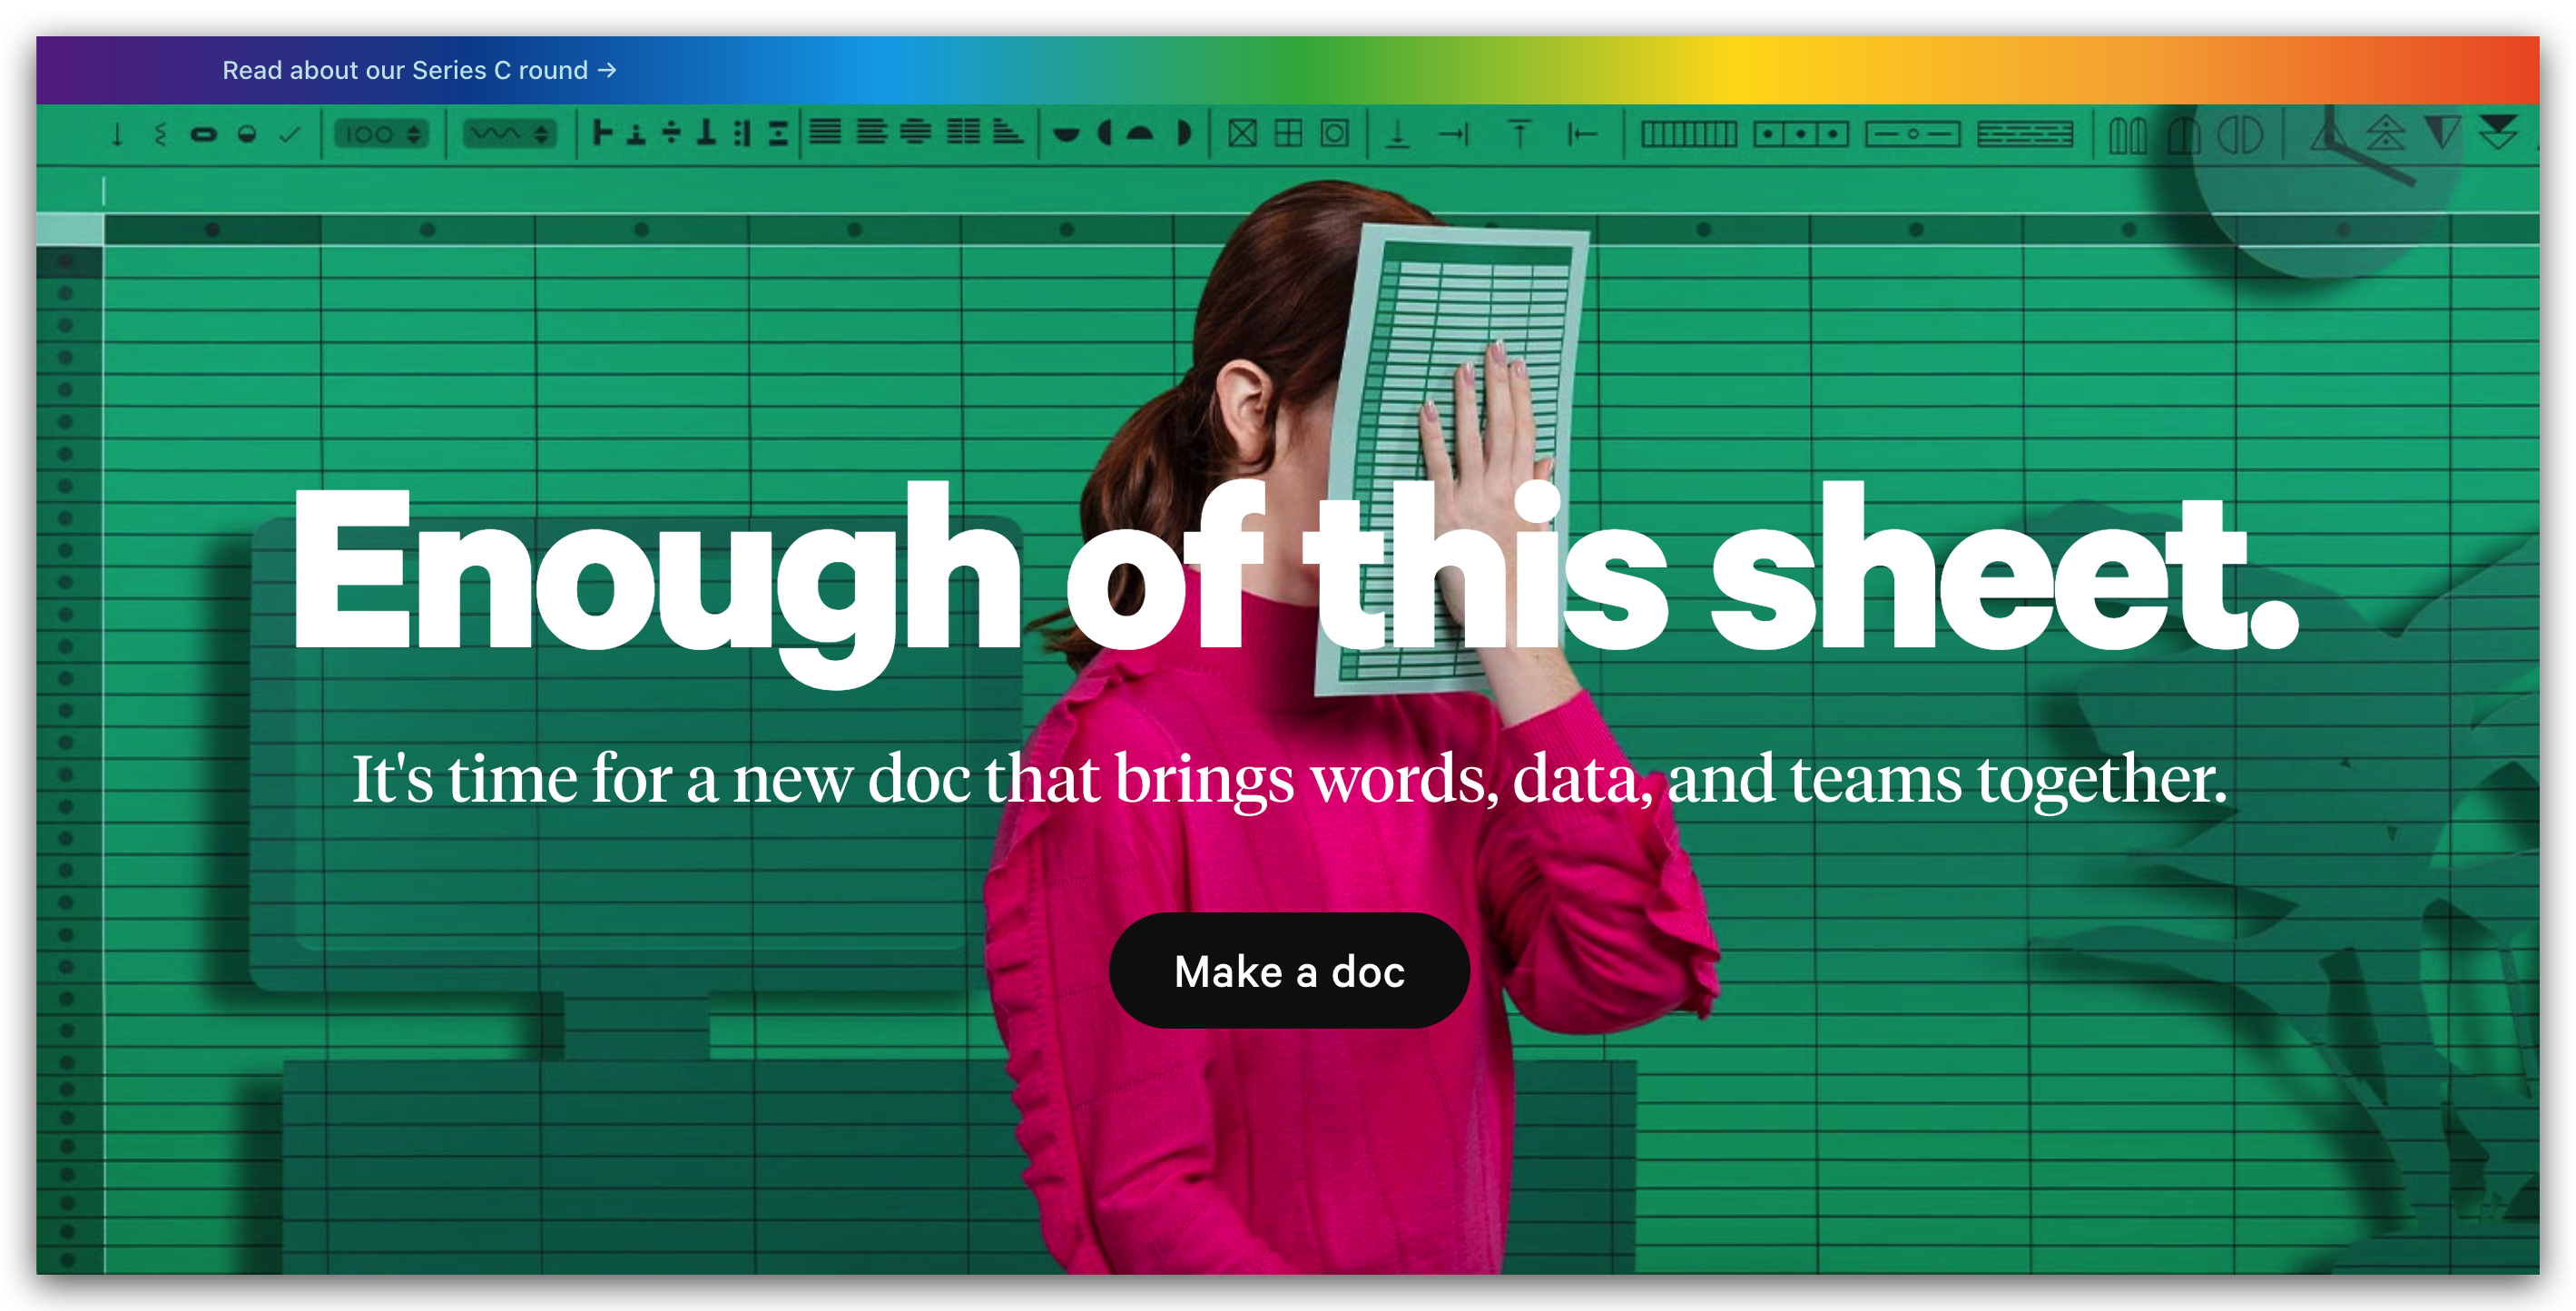 Read about our Series C round →
100
Enough of this sheet.
It's time for a new doc that brings words, data, and teams together.
Make a doc